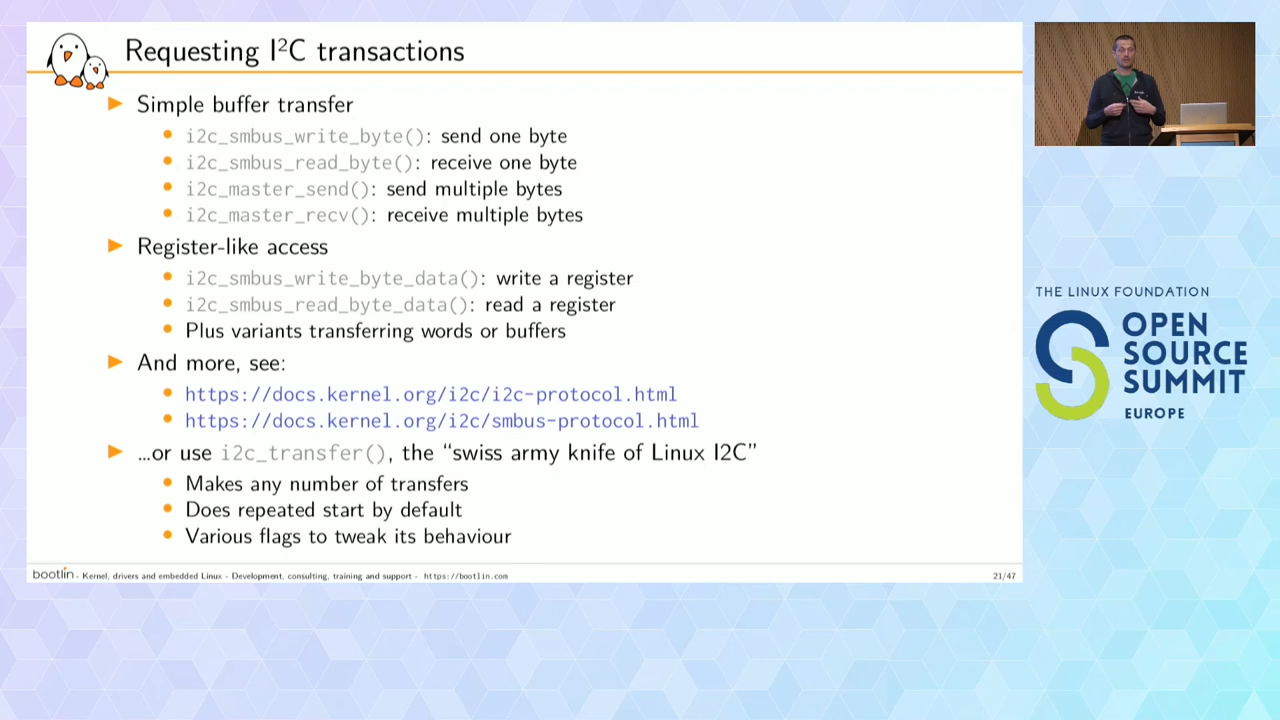 Requesting I²C transactions
Simple buffer transfer
i2c_smbus_write_byte(): send one byte
i2c_smbus_read_byte(): receive one byte
i2c_master_send(): send multiple bytes
i2c_master_recv(): receive multiple bytes
Register-like access
i2c_smbus_write_byte_data(): write a register
i2c_smbus_read_byte_data(): read a register
Plus variants transferring words or buffers
And more, see:
https://docs.kernel.org/i2c/i2c-protocol.html
https://docs.kernel.org/i2c/smbus-protocol.html
...or use i2c_transfer(), the “swiss army knife of Linux I2C”
Makes any number of transfers
Does repeated start by default
Various flags to tweak its behaviour
bootlin - Kernel, drivers and embedded Linux - Development, consulting, training and support - https://bootlin.com
21/47
THE LINUX FOUNDATION
OPEN
SOURCE
SUMMIT
EUROPE